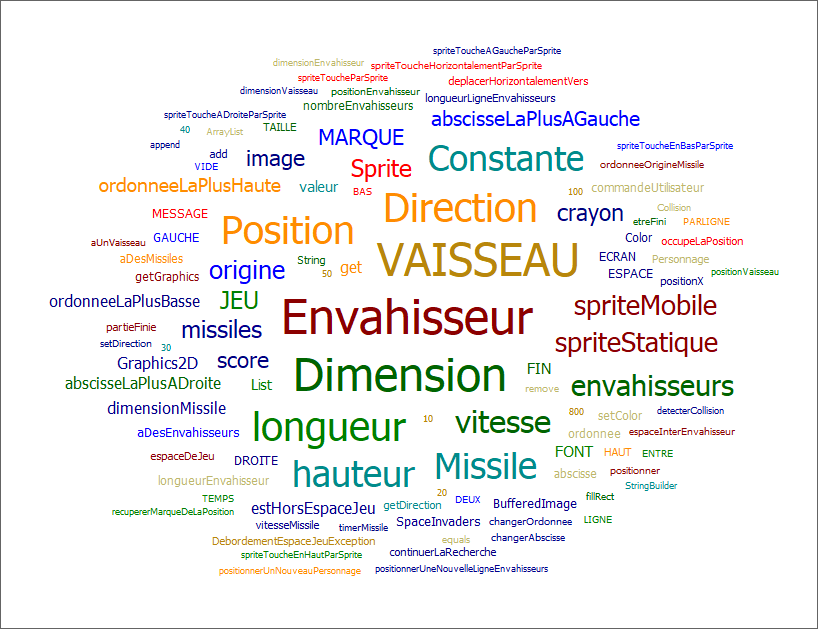 spriteToucheAGaucheParSprite
dimensionEnvahisseur
spriteToucheHorizontalementParSprite
spriteToucheParSprite
deplacerHorizontalementVers
dimensionVaisseau
positionEnvahisseur
longueurLigneEnvahisseurs
nombreEnvahisseurs
spriteToucheADroiteParSprite
abscisseLaPlusAGauche
40
ArrayList
TAILLE
MARQUE
append
add
image
Sprite
Constante
spriteToucheEnBasParSprite
VIDE
ordonneeOrigineMissile
ordonneeLaPlusHaute
valeur
BAS
100
commandeUtilisateur
MESSAGE
Position
Direction
crayon
Collision
etreFini
PARLIGNE
aUnVaisseau
GAUCHE
Color
occupeLaPosition
aDesMissiles
String
VAISSEAU
ECRAN
Personnage
getGraphics
origine
50
get
ESPACE
positionX
positionVaisseau
ordonneeLaPlusBasse
JEU
Envahisseur
spriteMobile
partieFinie
missiles
setDirection
30
spriteStatique
Graphics2D
score
Dimension
FIN
abscisseLaPlusADroite
List
remove
envahisseurs
dimensionMissile
longueur
10
vitesse
800
setColor
detecterCollision
aDesEnvahisseurs
ordonnee
espaceInterEnvahisseur
espaceDeJeu
DROITE
FONT
HAUT
ENTRE
longueurEnvahisseur
hauteur
Missile
abscisse
positionner
StringBuilder
TEMPS
20
DEUX
BufferedImage
fillRect
recupererMarqueDeLaPosition
estHorsEspaceJeu
getDirection
vitesseMissile
timerMissile
SpaceInvaders
changerOrdonnee
LIGNE
DebordementEspaceJeuException
equals
changerAbscisse
spriteToucheEnHautParSprite
continuerLaRecherche
positionnerUnNouveauPersonnage
positionnerUneNouvelleLigneEnvahisseurs